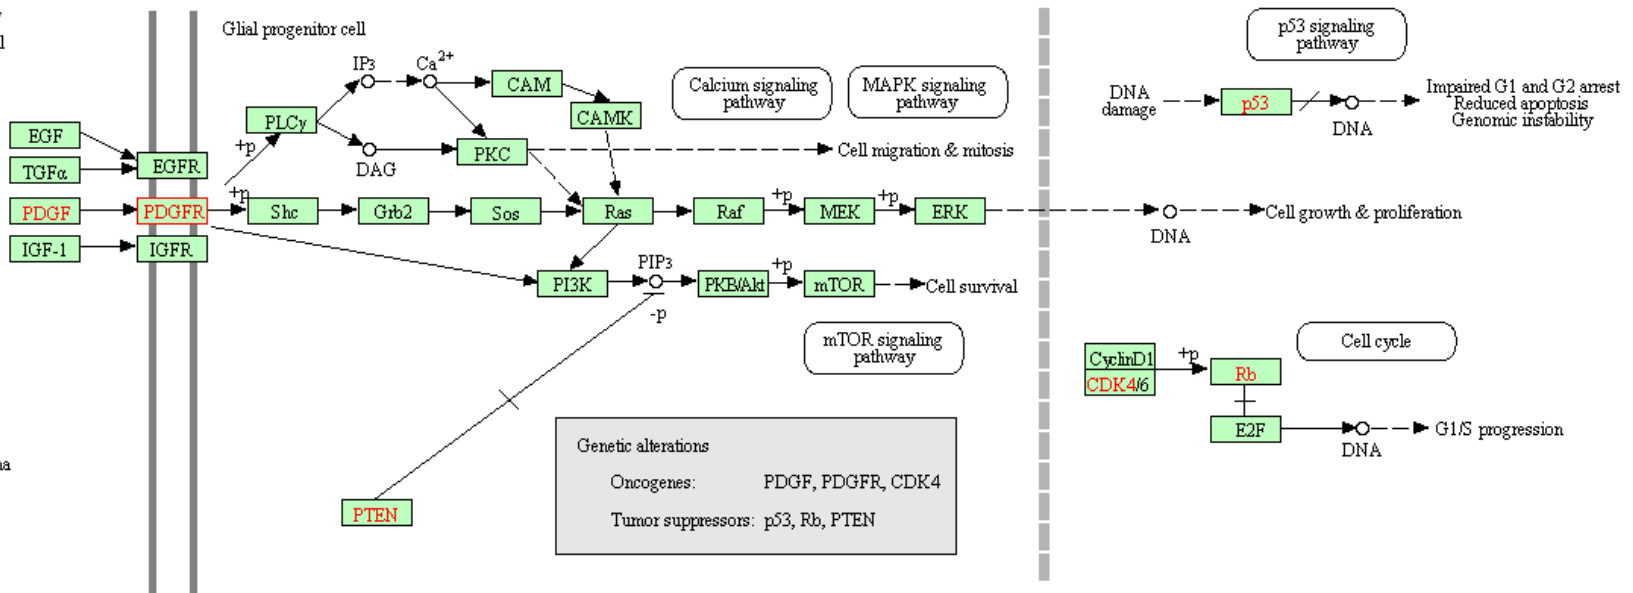 Glial progenitor cell
IP3
Ca2+
CAM
CAMK
PLCγ
+p
DAG
PKC
Cell migration & mitosis
Calcium signaling
pathway
MAPK signaling
pathway
p53 signaling
pathway
DNA
damage
p53
DNA
Impaired G1 and G2 arrest
Reduced apoptosis
Genomic instability
EGF
TGFα
EGFR
PDGF
PDGFR
+p
Shc
Grb2
Sos
Ras
Raf
+p
MEK
+p
ERK
DNA
Cell growth & proliferation
IGF-1
IGFR
PI3K
PIP3
-p
PKB/Akt
+p
mTOR
Cell survival
mTOR signaling
pathway
Cell cycle
CyclinD1
CDK4/6
+p
Rb
E2F
DNA
G1/S progression
PTEN
Genetic alterations
Oncogenes: PDGF, PDGFR, CDK4
Tumor suppressors: p53, Rb, PTEN